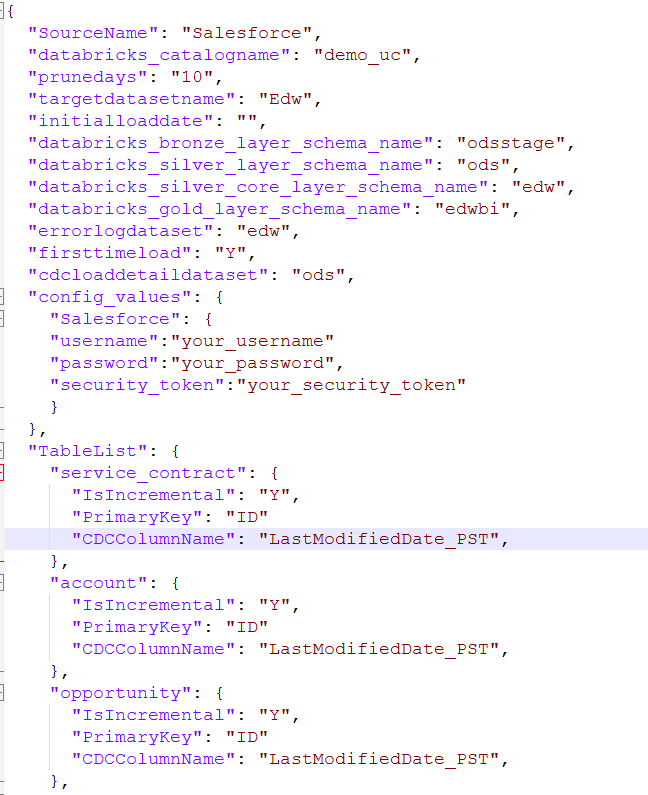 {
"SourceName": "Salesforce",
"databricks_catalogname": "demo_uc",
"prunedays": "10",
"targetdatasetname": "Edw",
"initialloaddate": "",
"databricks_bronze_layer_schema_name": "odsstage",
"databricks_silver_layer_schema_name": "ods",
"databricks_silver_core_layer_schema_name": "edw",
"databricks_gold_layer_schema_name": "edwbi",
"errorlogdataset": "edw",
"firsttimeload": "Y",
"cdcloaddetaildataset": "ods",
"config_values": {
"Salesforce": {
"username":"your_username"
"password":"your_password",
"security_token":"your_security_token"
}
},
"TableList": {
"service_contract": {
"IsIncremental": "Y",
"PrimaryKey": "ID"
"CDCColumnName": "LastModifiedDate_PST",
},
"account": {
"IsIncremental": "Y",
"PrimaryKey": "ID"
"CDCColumnName": "LastModifiedDate_PST",
},
"opportunity": {
"IsIncremental": "Y",
"PrimaryKey": "ID"
"CDCColumnName": "LastModifiedDate_PST",
},